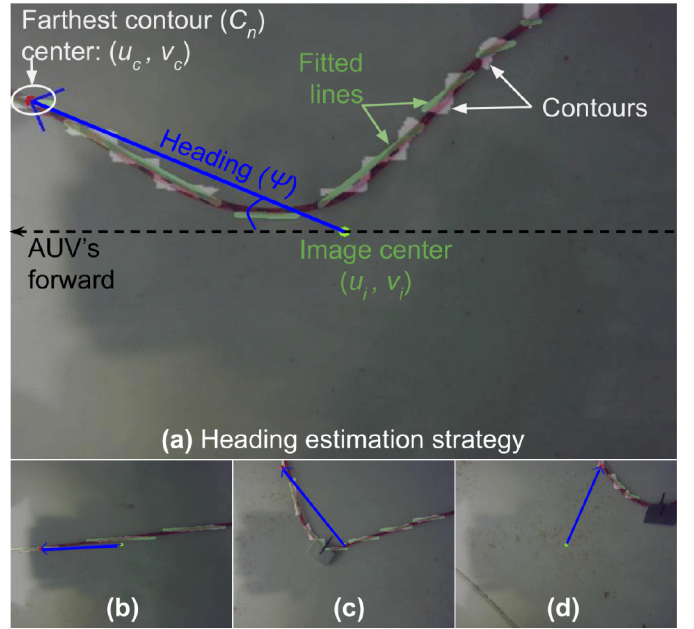 Farthest contour (Cn)
center: (uc , vc)
Fitted
lines
Contours
Heading (Ψ)
AUV's
forward
Image center
(ui , vi)
(a) Heading estimation strategy
(b)
(c)
(d)